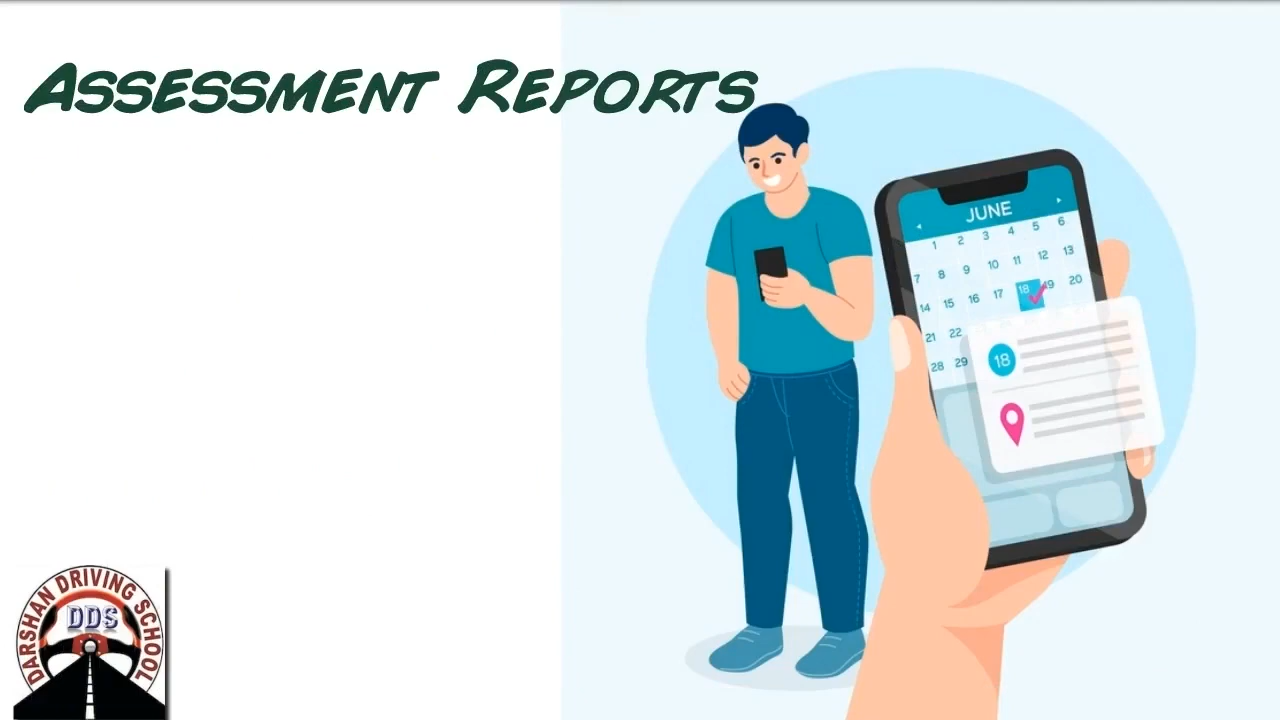 Assessment Reports
JUNE
1 2 3 4 5 6
7 8 9 10 11 12 13
14 15 16 17 18 19 20
21 22
28 29
18
DARSHAN DRIVING SCHOOL
DDS